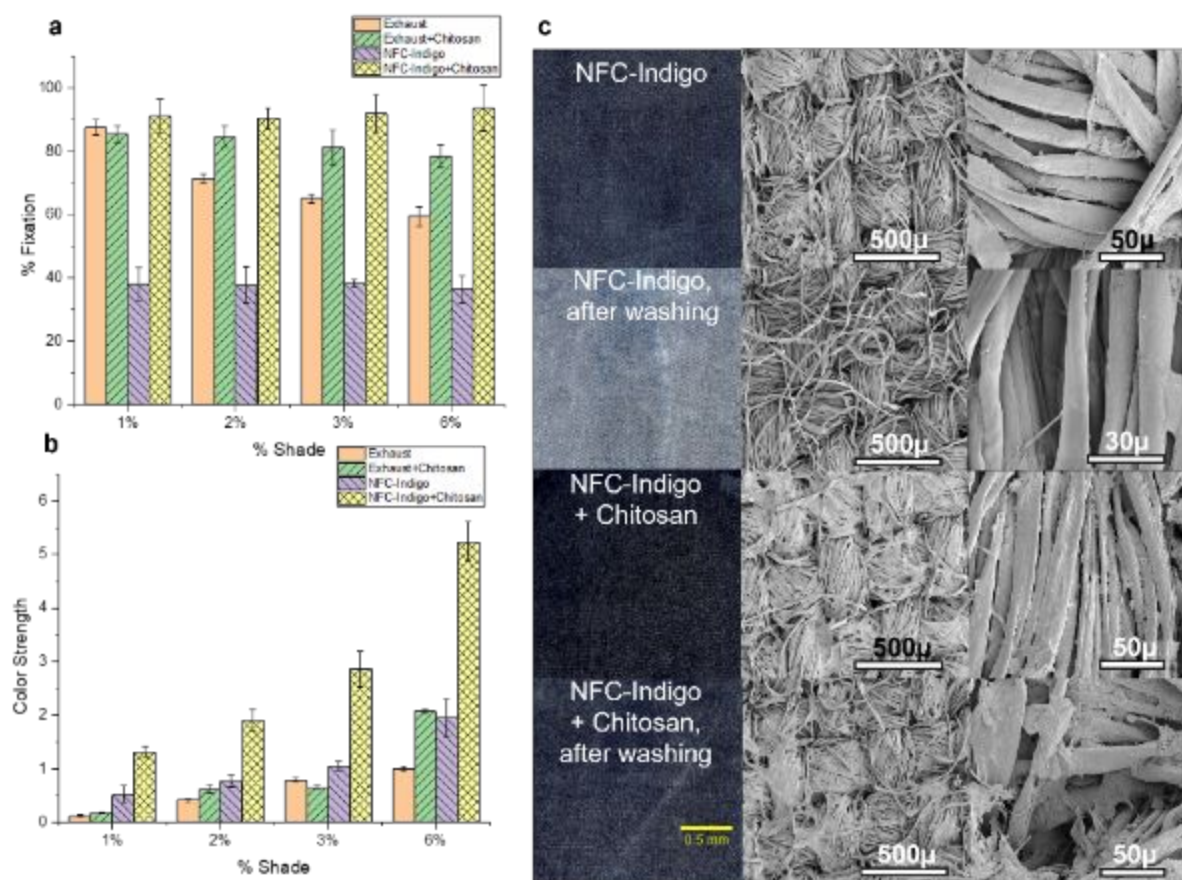 a
Exhaust
Exhaust+Chitosan
NFC-Indigo
NFC-Indigo+Chitosan
100
80
60
40
20
0
% Fixation
1%
2%
3%
6%
% Shade
b
Exhaust
Exhaust+Chitosan
NFC-Indigo
NFC-Indigo+Chitosan
6
5
4
3
2
1
0
Color Strength
1%
2%
3%
6%
% Shade
c
NFC-Indigo
500µ
50µ
NFC-Indigo,
after washing
500µ
30µ
NFC-Indigo
+ Chitosan
500µ
50µ
NFC-Indigo
+ Chitosan,
after washing
0.5 mm
500µ
50µ